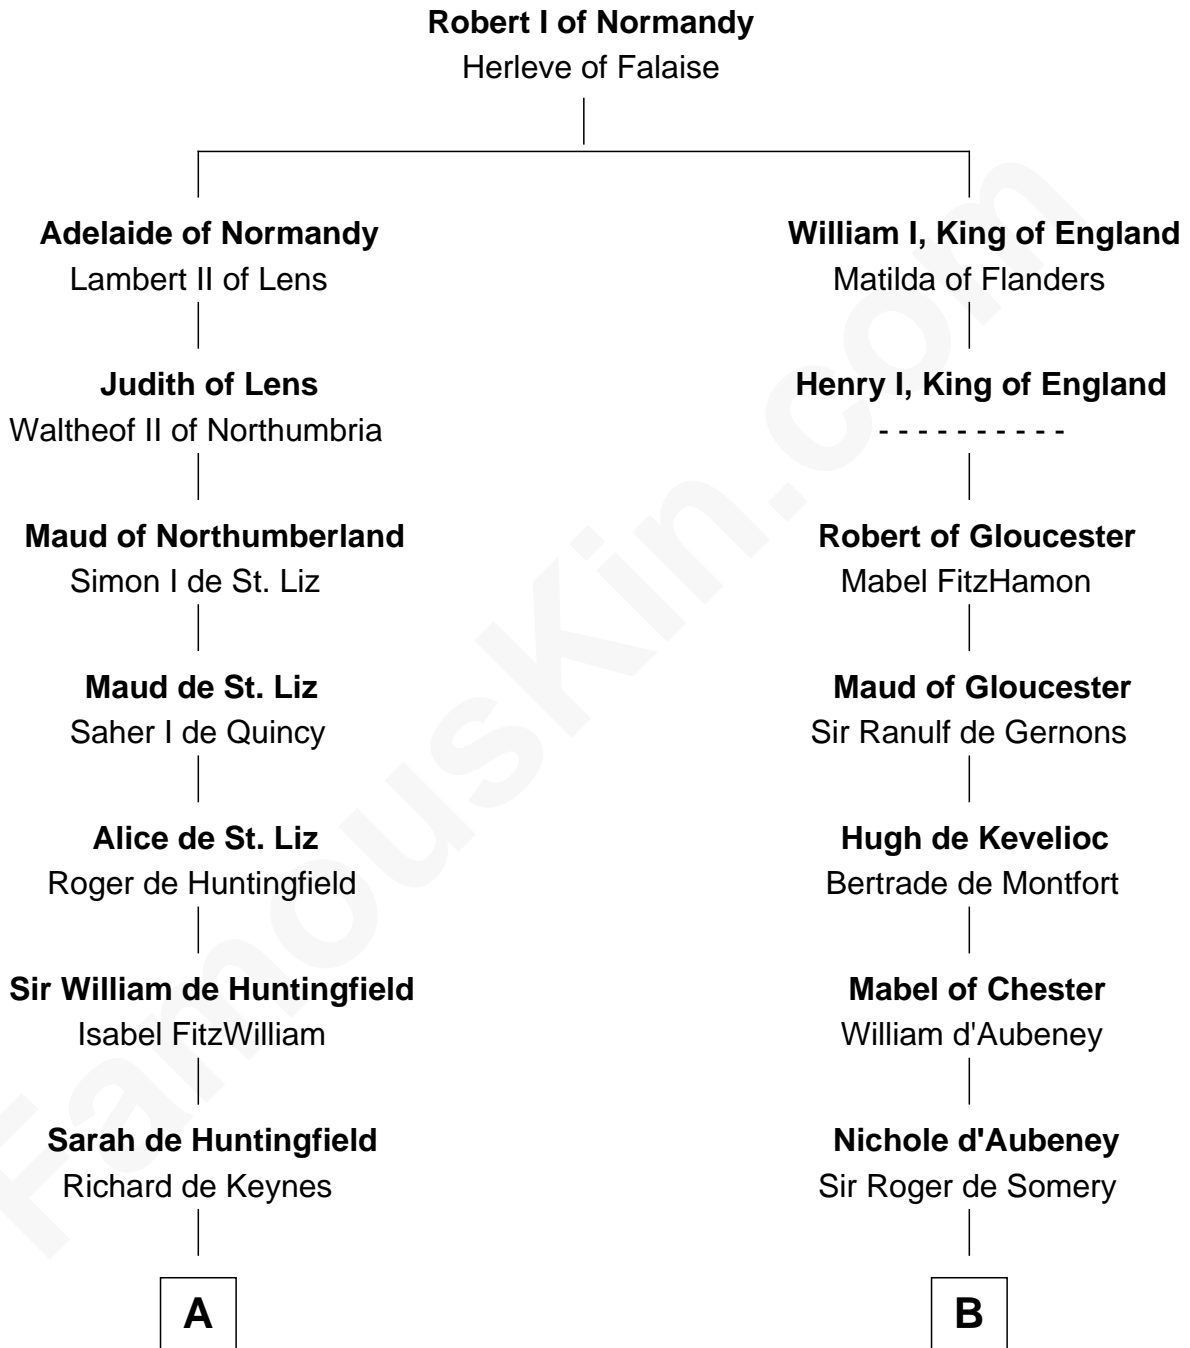 Robert I of Normandy
Herleve of Falaise
Adelaide of Normandy
Lambert II of Lens
William I, King of England
Matilda of Flanders
Judith of Lens
Waltheof II of Northumbria
Henry I, King of England
- - - - - - - - - -
Maud of Northumberland
Simon I de St. Liz
Robert of Gloucester
Mabel FitzHamon
Maud de St. Liz
Saher I de Quincy
Maud of Gloucester
Sir Ranulf de Gernons
Alice de St. Liz
Roger de Huntingfield
Hugh de Kevelioc
Bertrade de Montfort
Sir William de Huntingfield
Isabel FitzWilliam
Mabel of Chester
William d'Aubeney
Sarah de Huntingfield
Richard de Keynes
Nichole d'Aubeney
Sir Roger de Somery
A
B
FamousKin.com